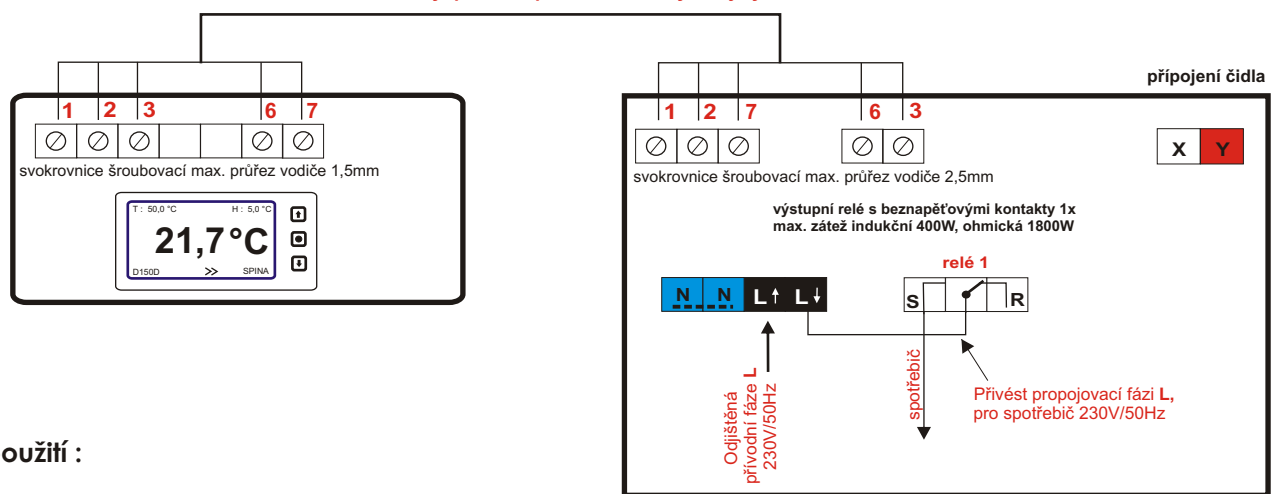 přípojení čidla
1 2 3 6 7
1 2 7 6 3
X Y
svokrovnice šroubovací max. průřez vodiče 1,5mm
svokrovnice šroubovací max. průřez vodiče 2,5mm
T : 50,0 °C H : 5,0 °C
21,7°C
D150D >> SPINA
výstupní relé s beznapěťovými kontakty 1x
max. zátež indukční 400W, ohmická 1800W
relé 1
N N L↑ L↓
S R
Odjištěná
přívodní fáze L
230V/50Hz
spotřebič
Přivést propojovací fázi L,
pro spotřebič 230V/50Hz
oužití :